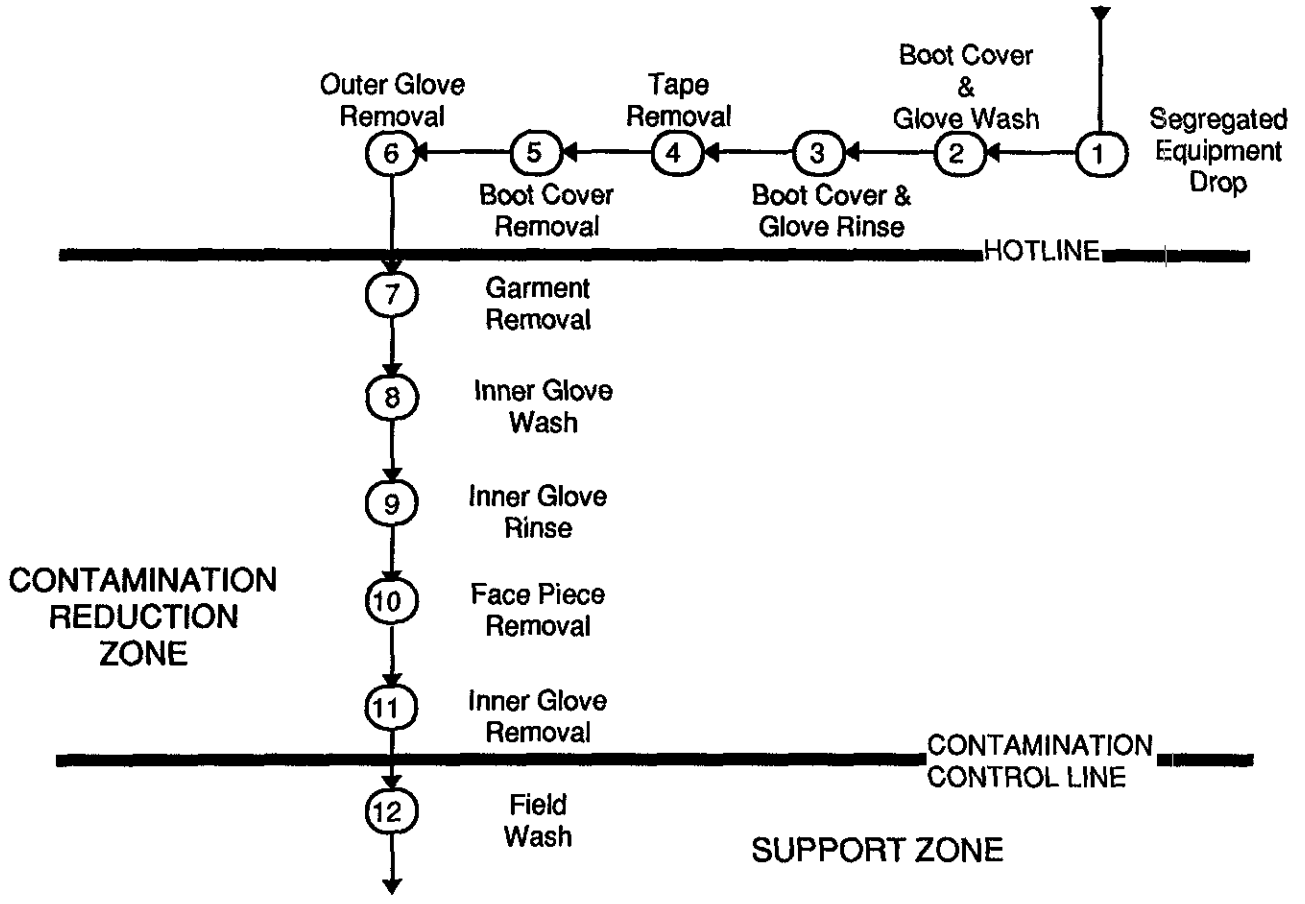 Boot Cover
&
Glove Wash
Outer Glove
Removal
Tape
Removal
Segregated
Equipment
Drop
6
5
4
3
2
1
Boot Cover
Removal
Boot Cover &
Glove Rinse
HOTLINE
7
Garment
Removal
8
Inner Glove
Wash
9
Inner Glove
Rinse
CONTAMINATION
REDUCTION
ZONE
10
Face Piece
Removal
11
Inner Glove
Removal
CONTAMINATION
CONTROL LINE
12
Field
Wash
SUPPORT ZONE